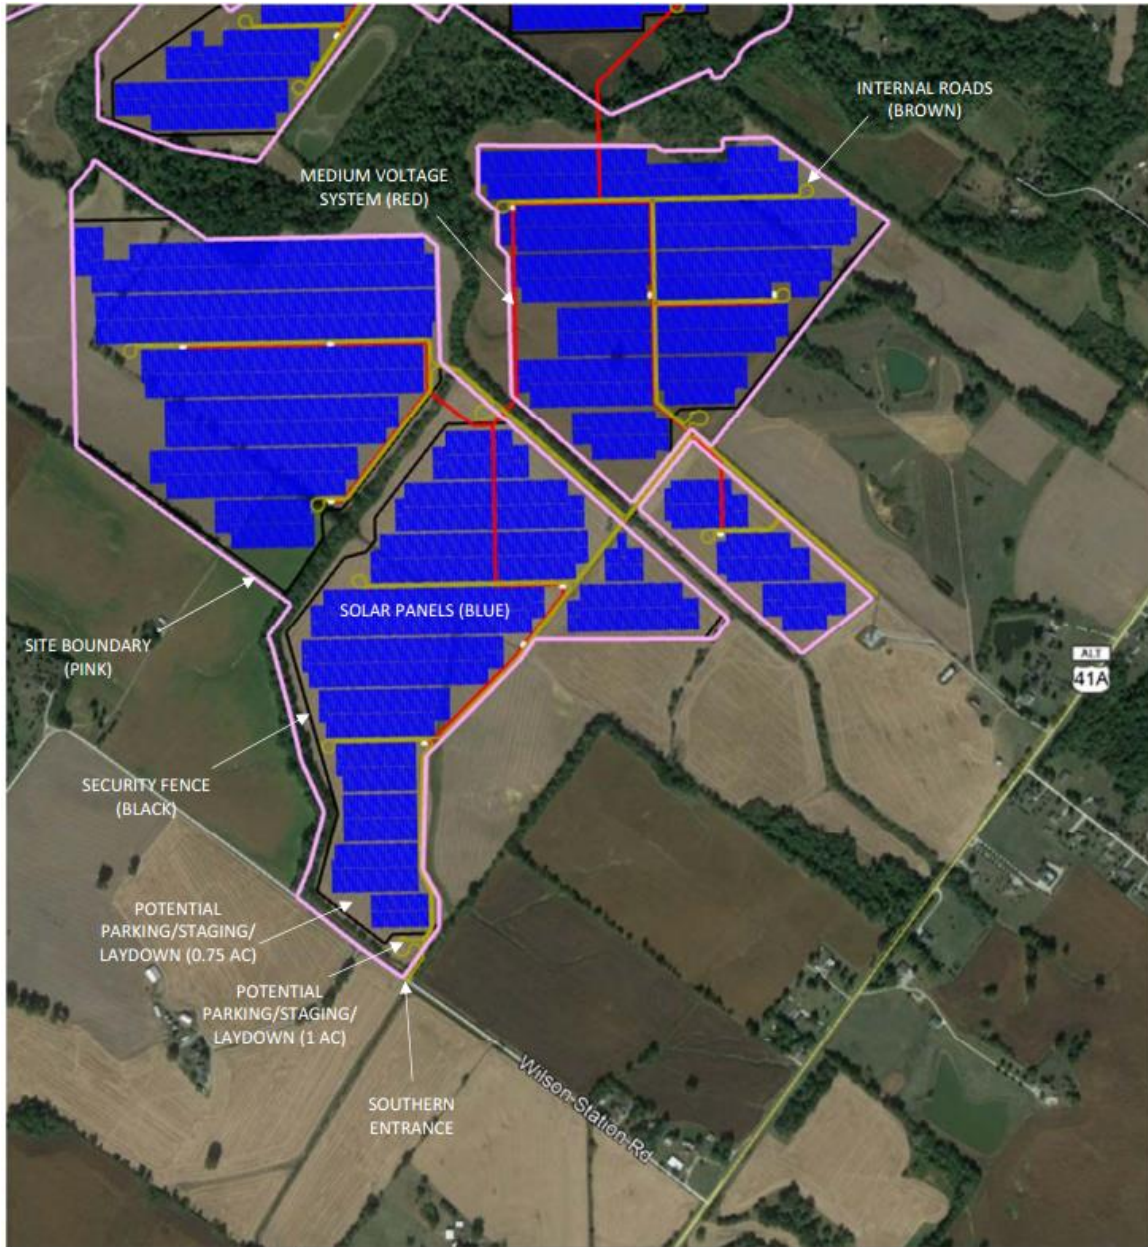 INTERNAL ROADS
(BROWN)
MEDIUM VOLTAGE
SYSTEM (RED)
SOLAR PANELS (BLUE)
SITE BOUNDARY
(PINK)
ALT
41A
SECURITY FENCE
(BLACK)
POTENTIAL
PARKING/STAGING/
LAYDOWN (0.75 AC)
POTENTIAL
PARKING/STAGING/
LAYDOWN (1 AC)
Wilson-Station-Rd
SOUTHERN
ENTRANCE